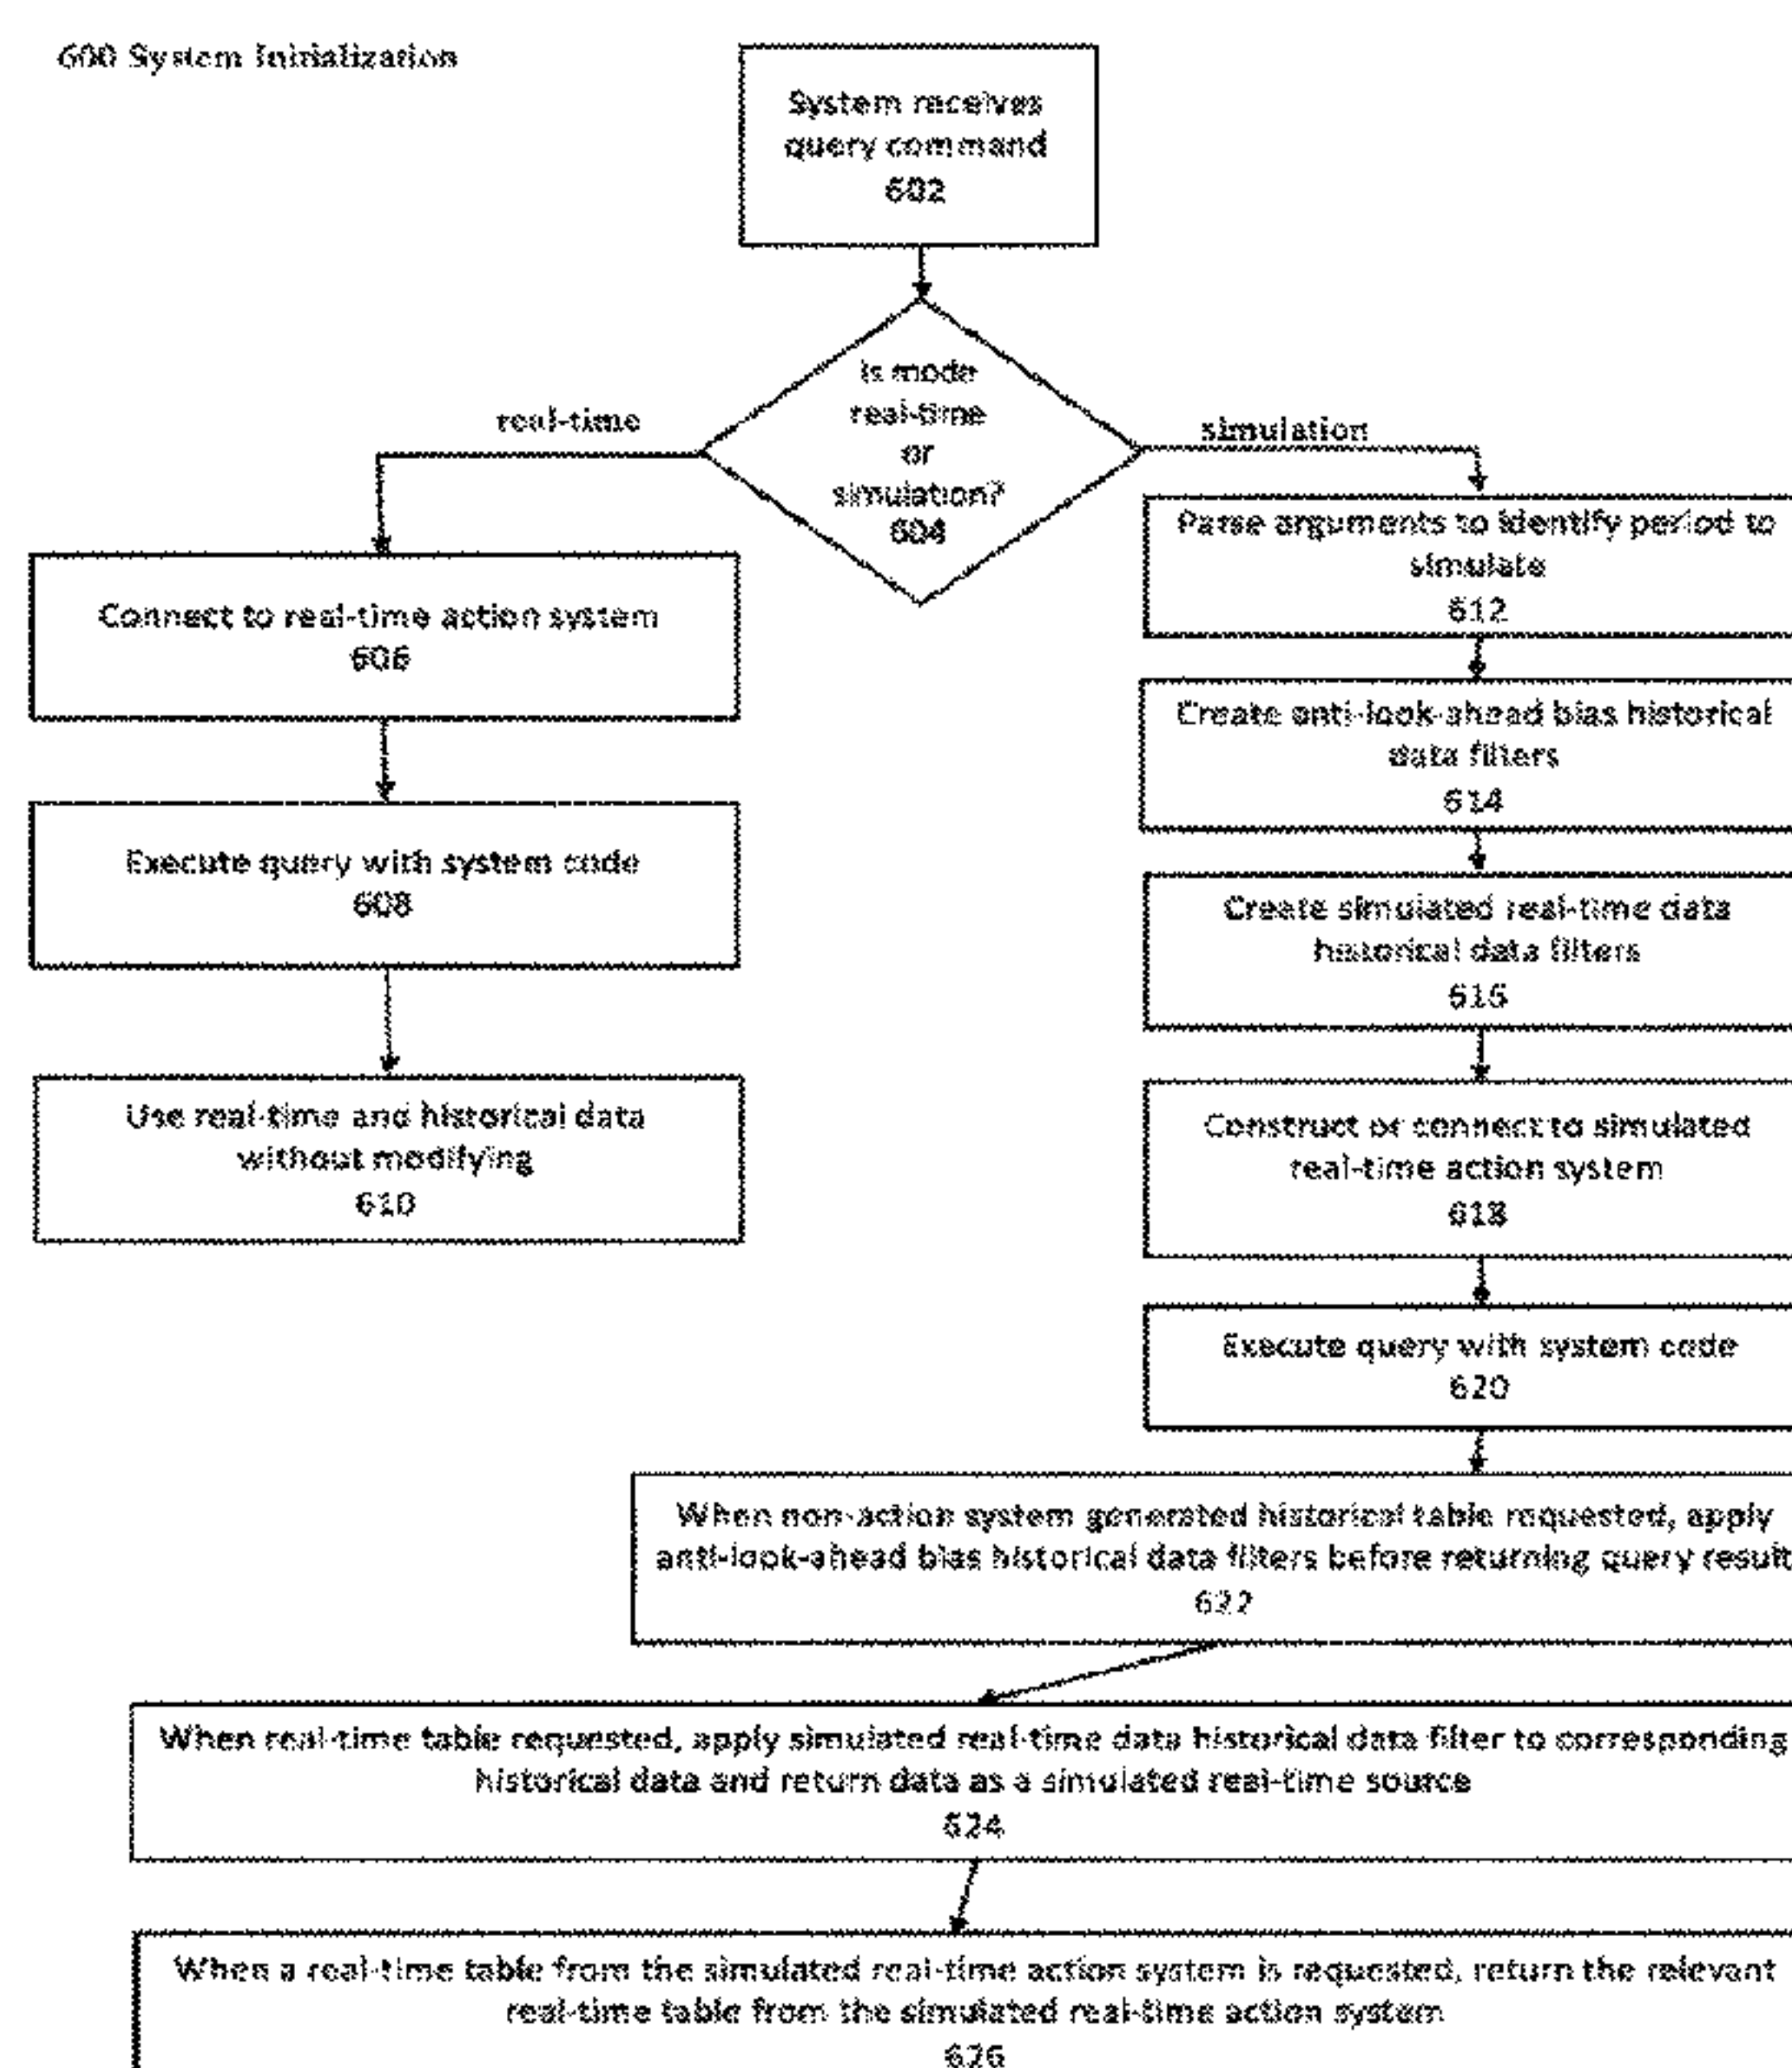 600 System Initialization
System receives
query command
602
Is mode
real-time
or
simulation?
604
real-time
simulation
Connect to real-time action system
606
Execute query with system code
608
Use real-time and historical data
without modifying
610
Parse arguments to identify period to
simulate
612
Create anti-look-ahead bias historical
data filters
614
Create simulated real-time data
historical data filters
616
Construct or connect to simulated
real-time action system
618
Execute query with system code
620
When non-action system generated historical table requested, apply
anti-look-ahead bias historical data filters before returning query result
622
When real-time table requested, apply simulated real-time data historical data filter to corresponding
historical data and return data as a simulated real-time source
624
When a real-time table from the simulated real-time action system is requested, return the relevant
real-time table from the simulated real-time action system
626